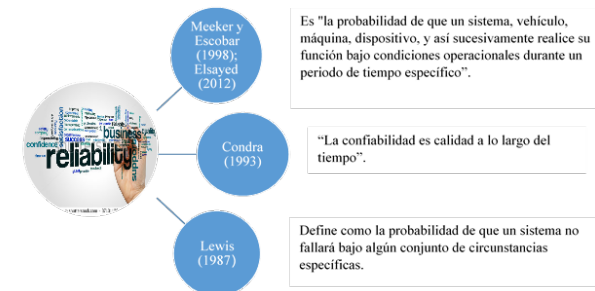 Meeker y
Escobar
(1998);
Elsayed
(2012)
Es "la probabilidad de que un sistema, vehículo,
máquina, dispositivo, y así sucesivamente realice su
función bajo condiciones operacionales durante un
periodo de tiempo específico”.
business
confidence
reliability
Condra
(1993)
“La confiabilidad es calidad a lo largo del
tiempo”.
Lewis
(1987)
Define como la probabilidad de que un sistema no
fallará bajo algún conjunto de circunstancias
específicas.